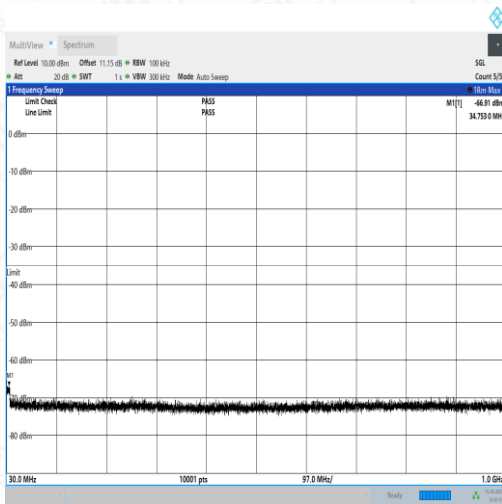 MultiView Spectrum
Ref Level 10.00 dBm Offset 11.15 dB RBW 100 kHz SGL
Att 20 dB SWT 1 s VBW 300 kHz Mode Auto Sweep Count 5/5
1 Frequency Sweep 1Rm Max
Limit Check PASS M1[1] -66.91 dBm
Line Limit PASS 34.753 0 MH
0 dBm
-10 dBm
-20 dBm
-30 dBm
Limit
-40 dBm
-50 dBm
-60 dBm
M1
-80 dBm
30.0 MHz 10001 pts 97.0 MHz/ 1.0 GHz
Ready